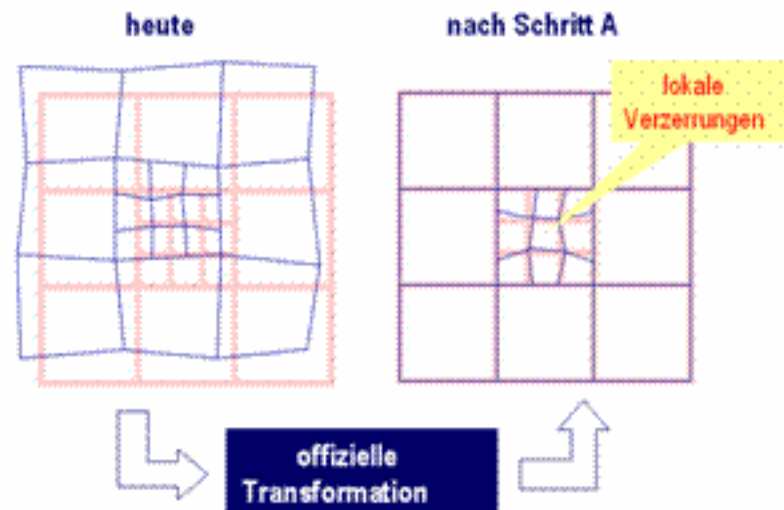 heute
nach Schritt A
lokale
Verzerrungen
offizielle
Transformation